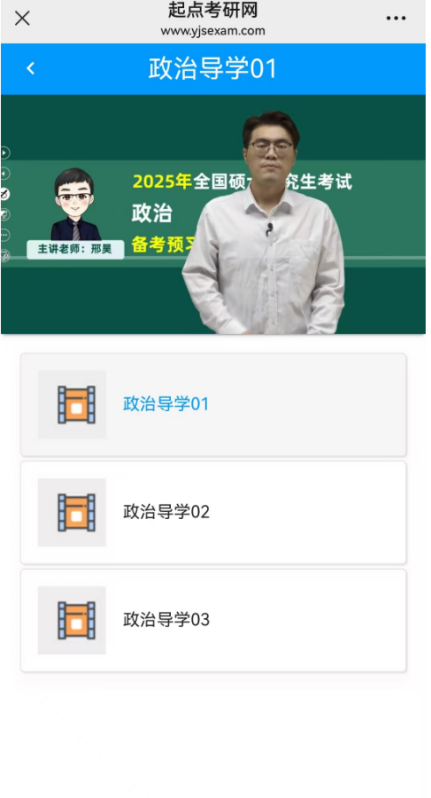 起点考研网
www.yjsexam.com
政治导学01
2025年全国硕
究生考试
政治
备考预
主讲老师：邢昊
政治导学01
政治导学02
政治导学03